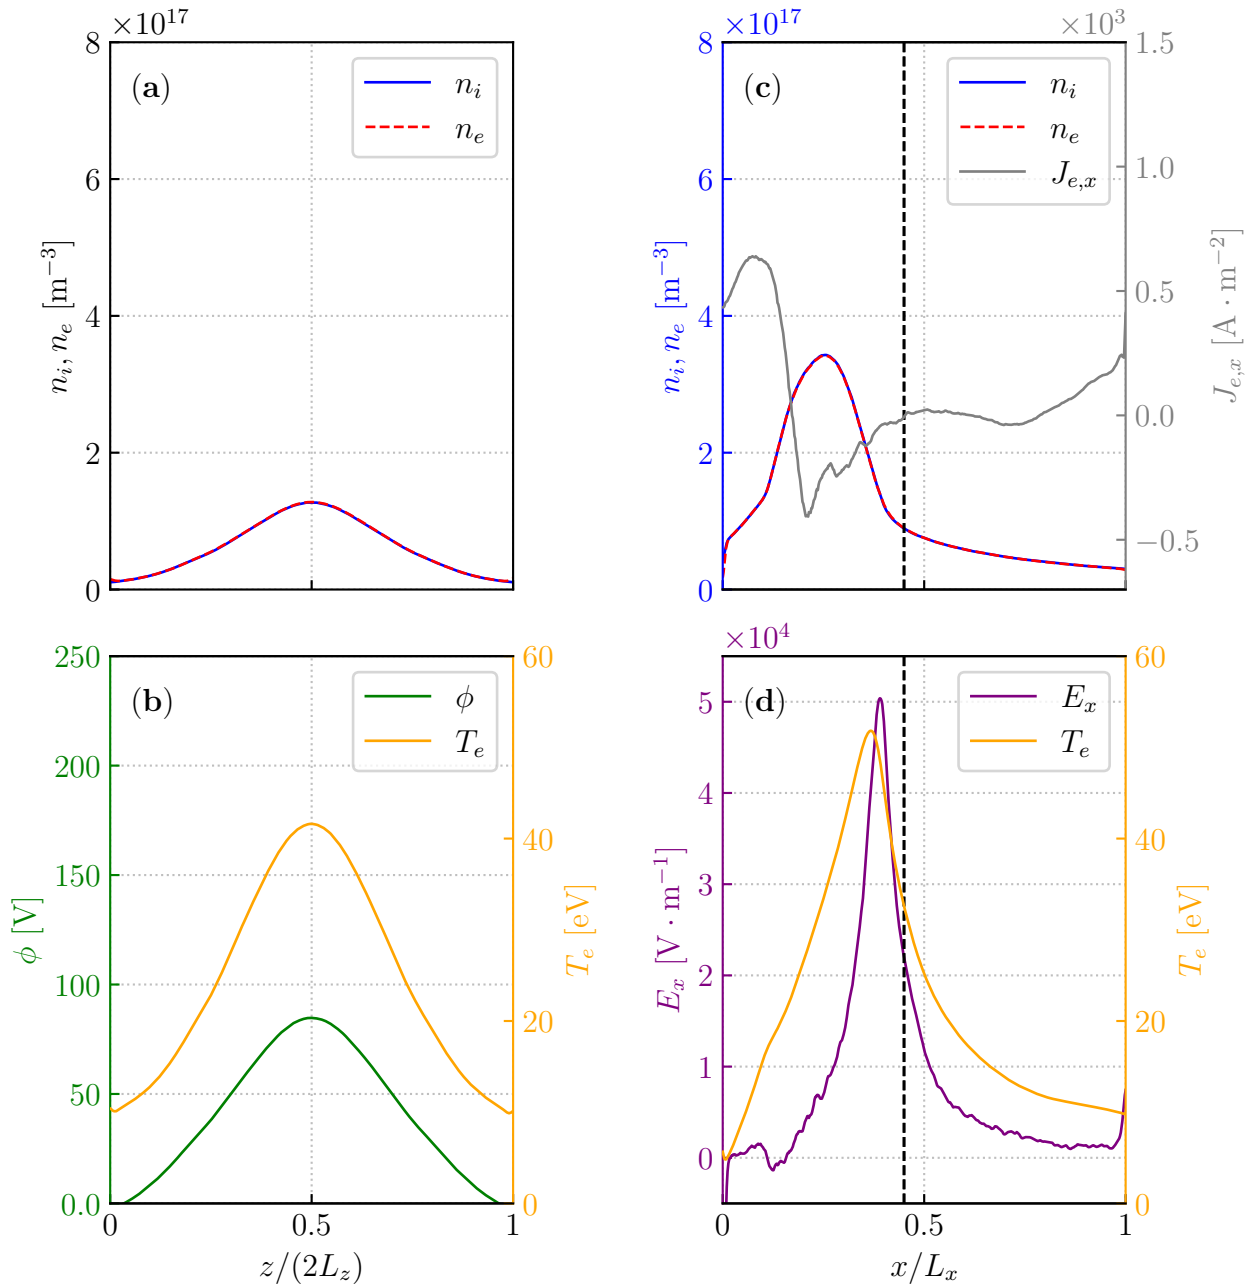 ×10^17
8
6
4
2
0
n_i, n_e [m^−3]
(a)
n_i
n_e
×10^17
×10^3
8
6
4
2
0
n_i, n_e [m^−3]
(c)
n_i
n_e
J_{e,x}
1.5
1.0
0.5
0.0
−0.5
J_{e,x} [A · m^−2]
250
200
150
100
50
0.0
ϕ [V]
(b)
ϕ
T_e
60
40
20
0
T_e [eV]
0
0.5
1
z/(2L_z)
×10^4
5
4
3
2
1
0
E_x [V · m^−1]
(d)
E_x
T_e
60
40
20
0
T_e [eV]
0
0.5
1
x/L_x